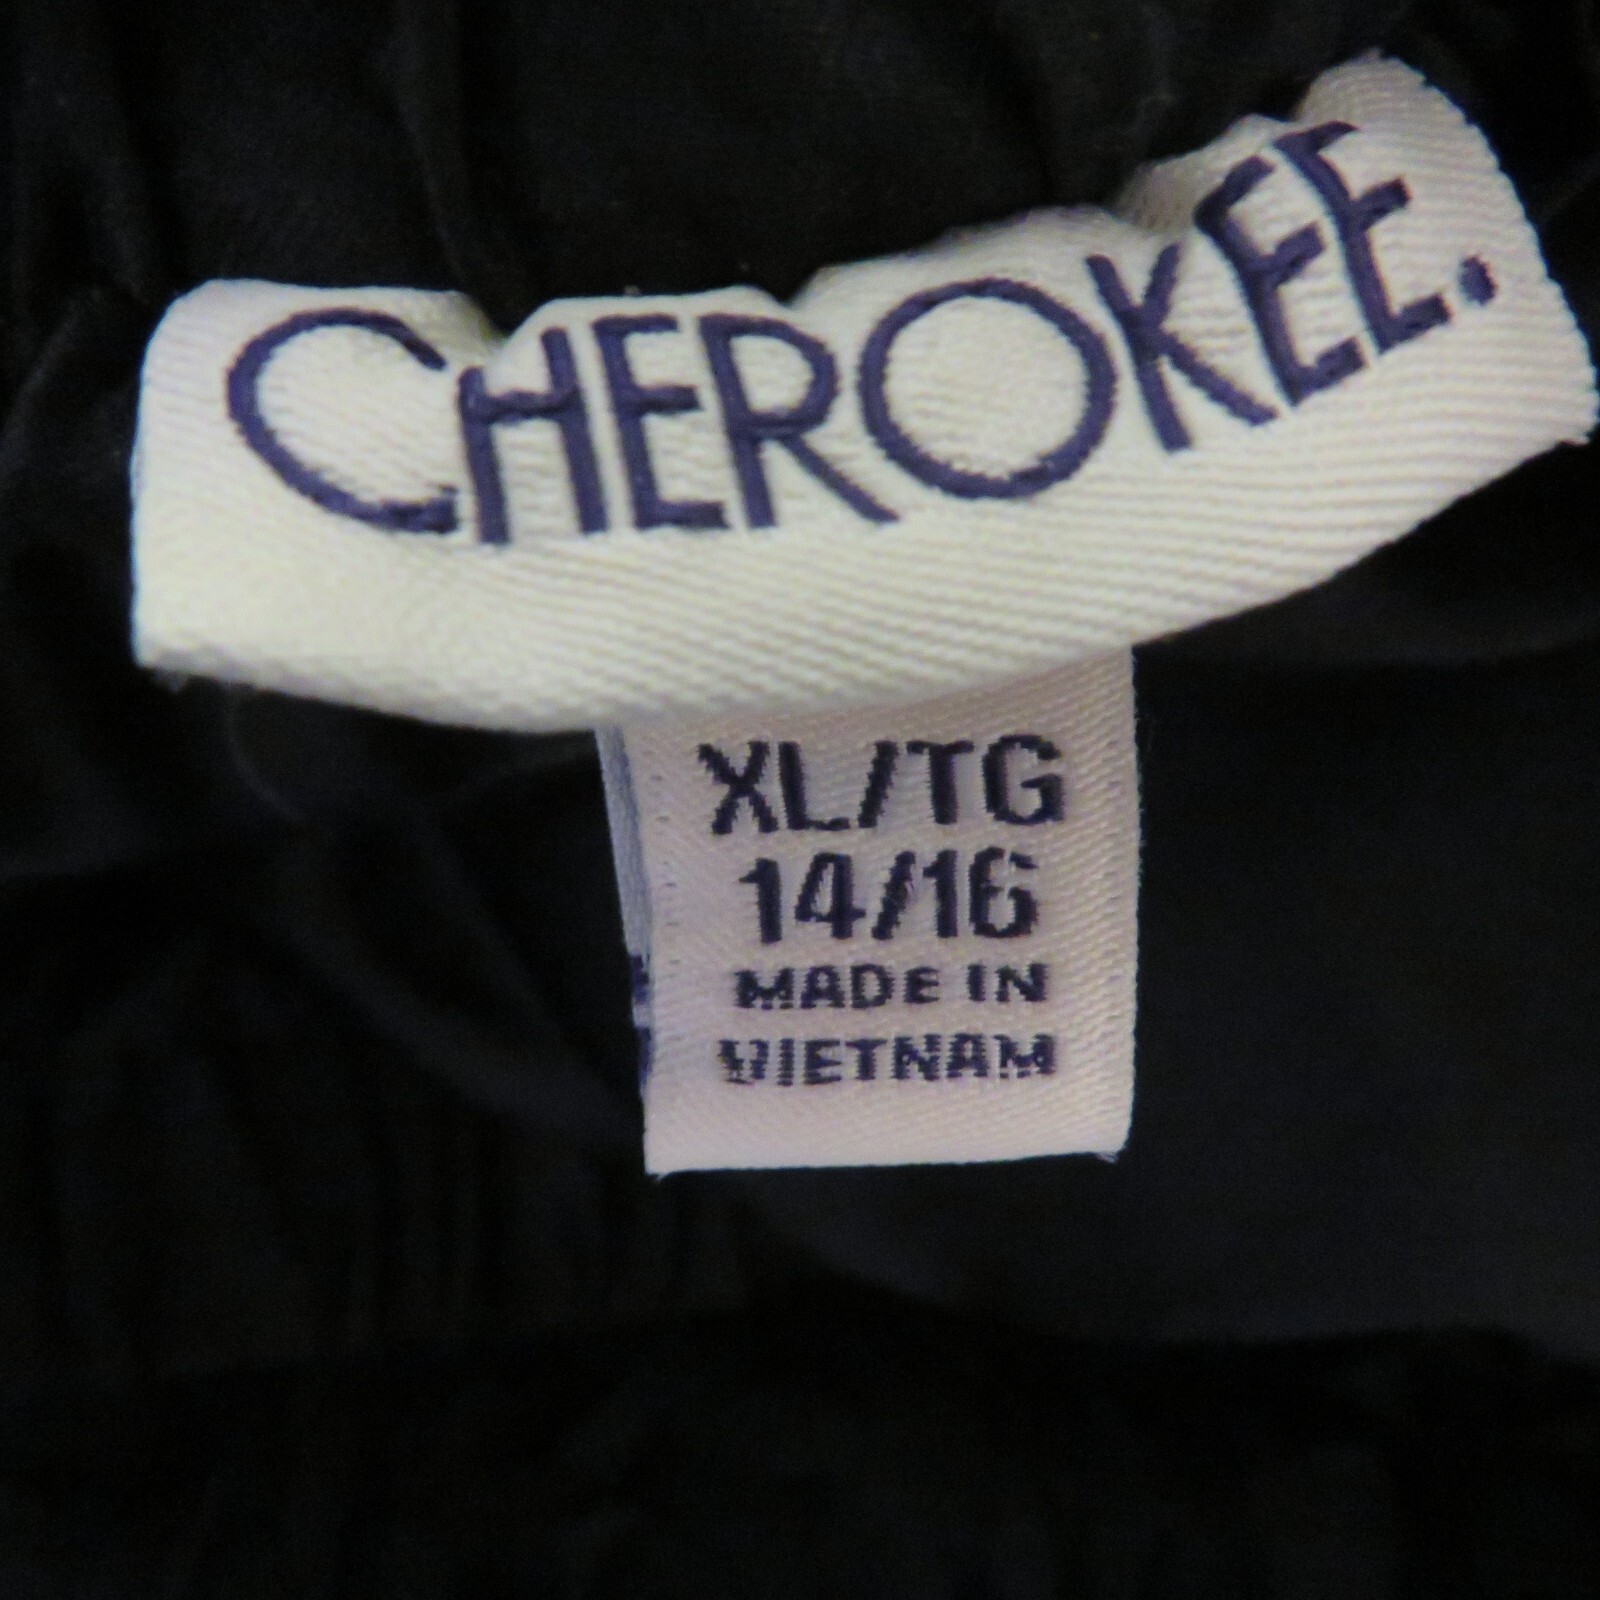 CHEROKEE.
XL/TG
14/16
MADE IN
VIETNAM